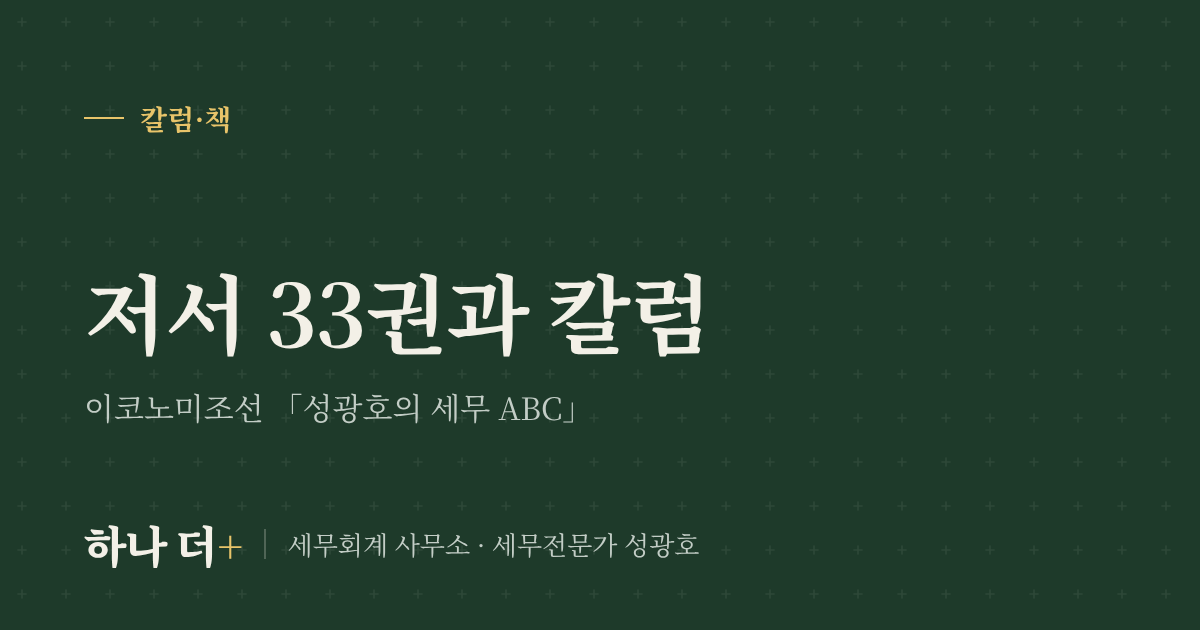 칼럼·책
저서 33권과 칼럼
이코노미조선 「성광호의 세무 ABC」
하나 더+ | 세무회계 사무소 · 세무전문가 성광호